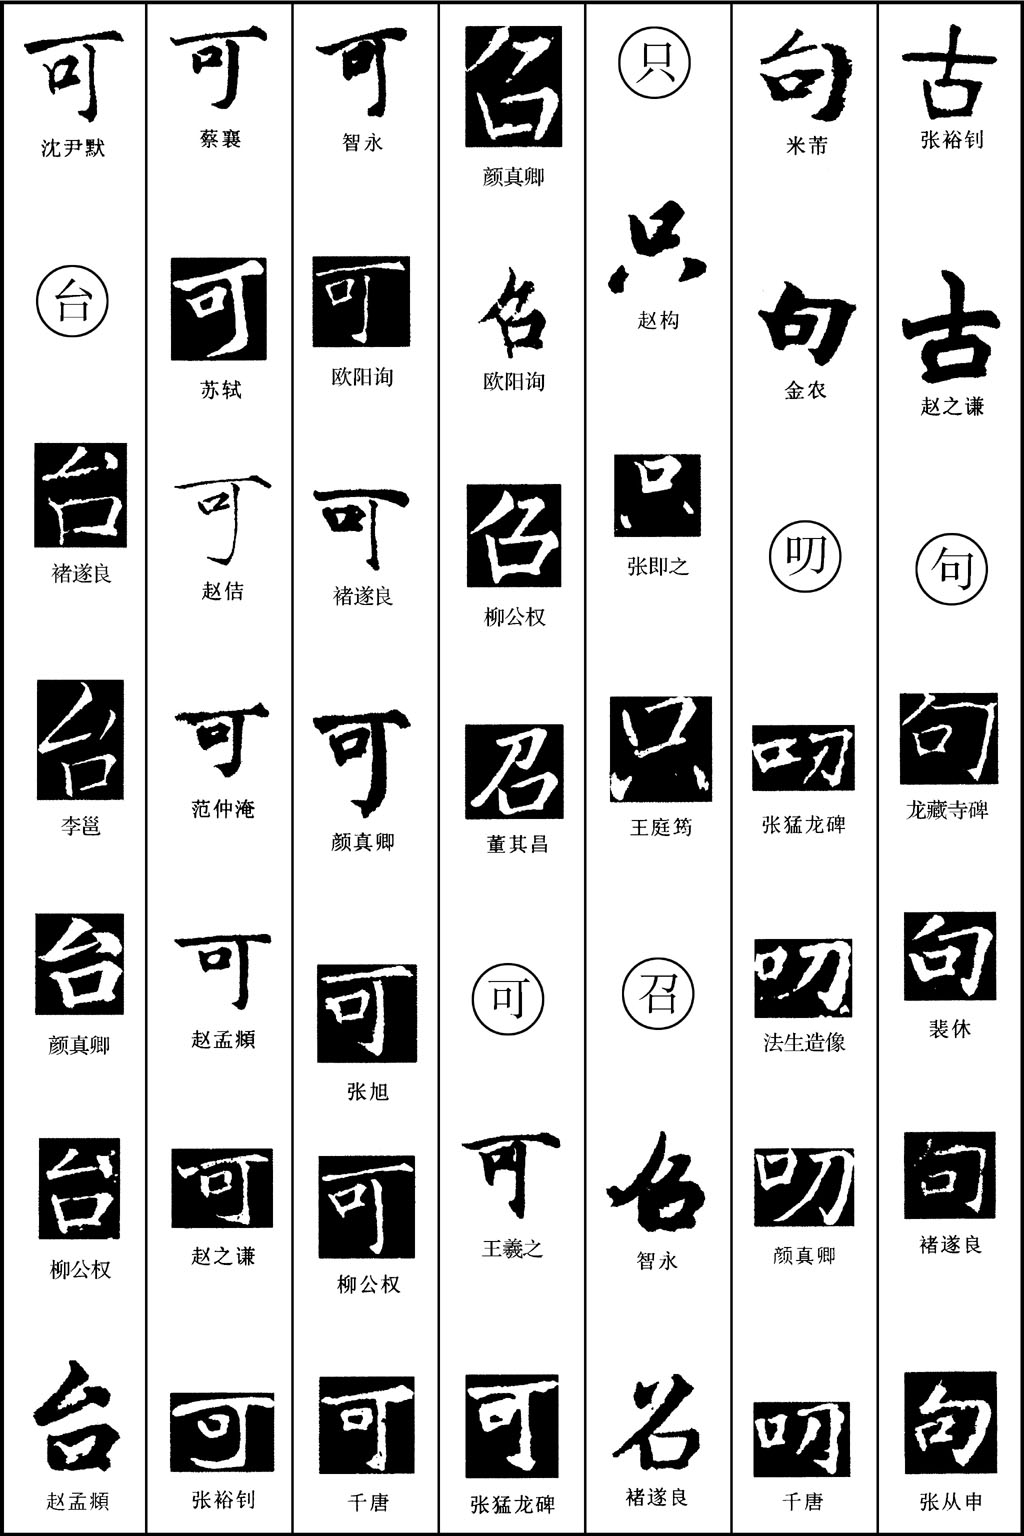 古
张裕钊
古
赵之谦
句
句
龙藏寺碑
句
裴休
句
褚遂良
句
张从申
句
米芾
句
金农
叨
叨
张猛龙碑
叨
法生造像
叨
颜真卿
叨
千唐
只
只
赵构
只
张即之
只
王庭筠
召
召
智永
召
褚遂良
召
颜真卿
召
欧阳询
召
柳公权
召
董其昌
可
可
王羲之
可
张猛龙碑
可
智永
可
欧阳询
可
褚遂良
可
颜真卿
可
张旭
可
柳公权
可
千唐
可
蔡襄
可
苏轼
可
赵佶
可
范仲淹
可
赵孟頫
可
赵之谦
可
张裕钊
可
沈尹默
台
台
褚遂良
台
李邕
台
颜真卿
台
柳公权
台
赵孟頫